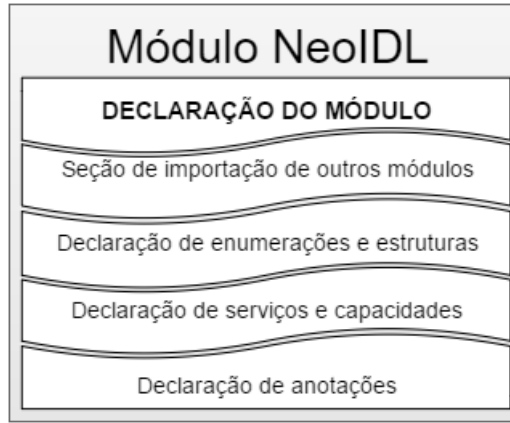 Módulo NeoIDL
DECLARAÇÃO DO MÓDULO
Seção de importação de outros módulos
Declaração de enumerações e estruturas
Declaração de serviços e capacidades
Declaração de anotações